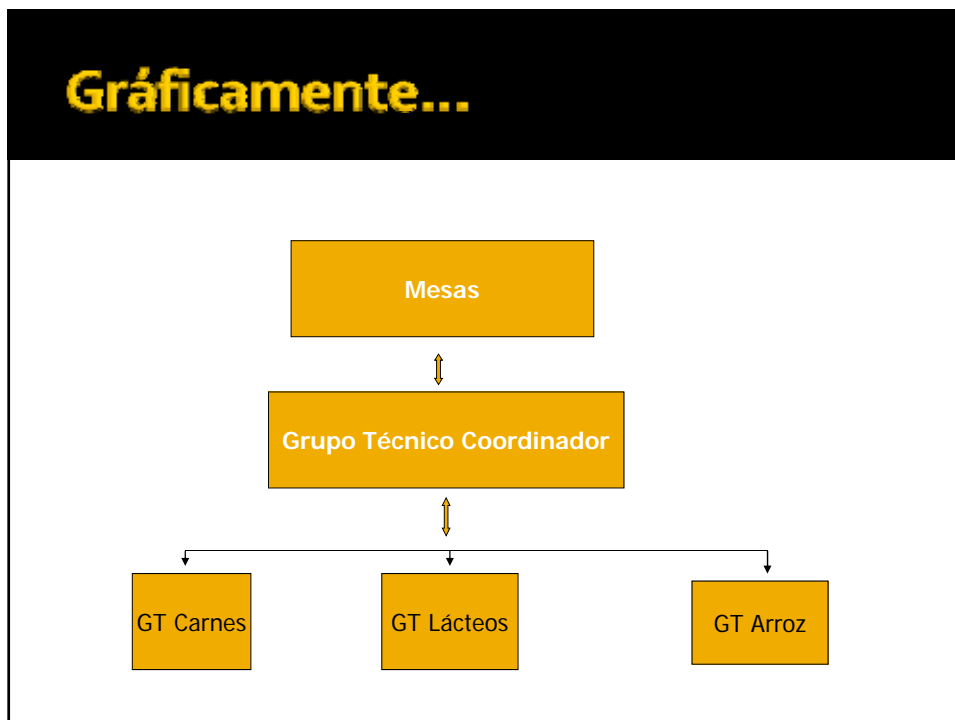 Gráficamente...
Mesas
Grupo Técnico Coordinador
GT Carnes
GT Lácteos
GT Arroz